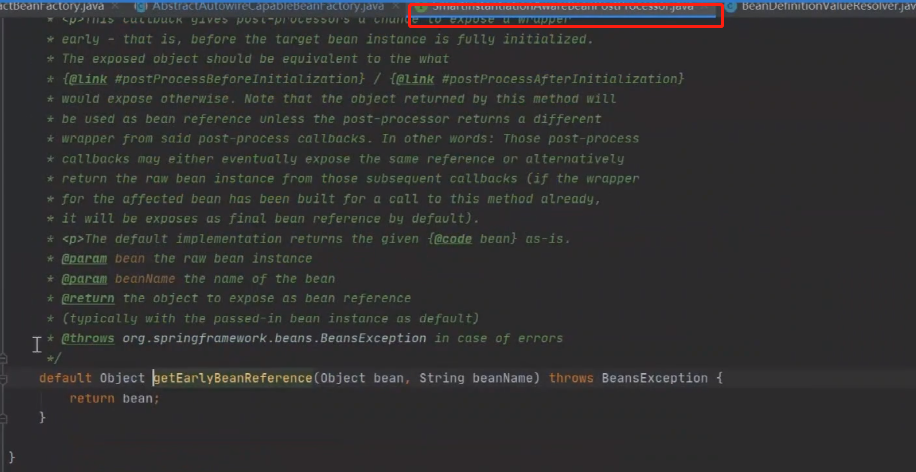 actBeanFactory.java AbstractAutowireCapableBeanFactory.java SmartInstantiationAwareBeanPostProcessor.java BeanDefinitionValueResolver.java
* <p>This callback gives post-processors a chance to expose a wrapper
* early - that is, before the target bean instance is fully initialized.
* The exposed object should be equivalent to the what
* {@link #postProcessBeforeInitialization} / {@link #postProcessAfterInitialization}
* would expose otherwise. Note that the object returned by this method will
* be used as bean reference unless the post-processor returns a different
* wrapper from said post-process callbacks. In other words: Those post-process
* callbacks may either eventually expose the same reference or alternatively
* return the raw bean instance from those subsequent callbacks (if the wrapper
* for the affected bean has been built for a call to this method already,
* it will be exposes as final bean reference by default).
* <p>The default implementation returns the given {@code bean} as-is.
* @param bean the raw bean instance
* @param beanName the name of the bean
* @return the object to expose as bean reference
* (typically with the passed-in bean instance as default)
* @throws org.springframework.beans.BeansException in case of errors
*/
default Object getEarlyBeanReference(Object bean, String beanName) throws BeansException {
return bean;
}
}